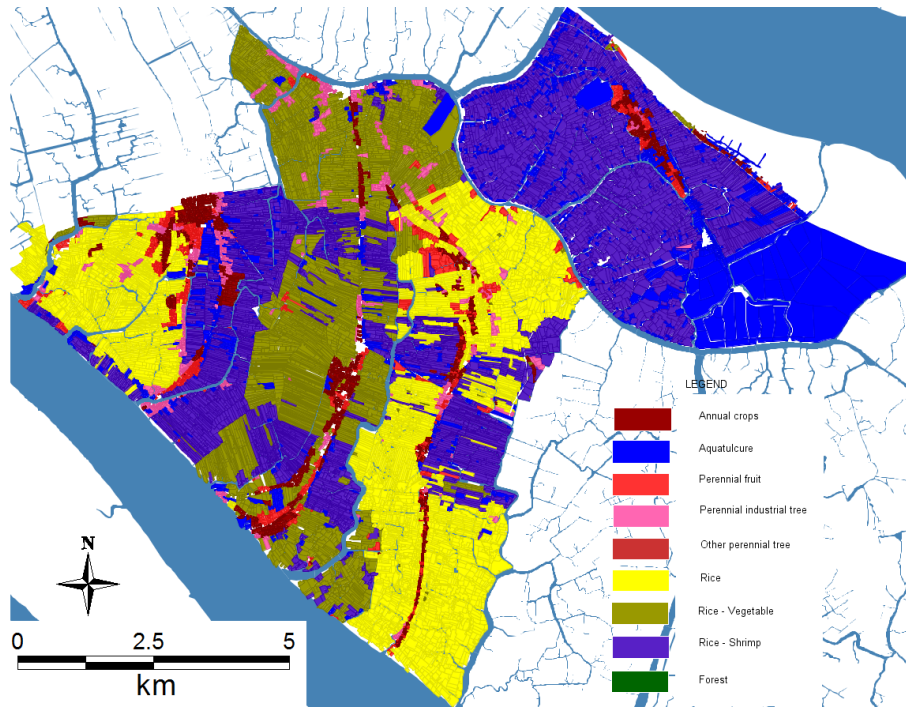 LEGEND
Annual crops
Aquatulcure
Perennial fruit
Perennial industrial tree
Other perennial tree
Rice
Rice - Vegetable
Rice - Shrimp
Forest
N
0 2.5 5
km